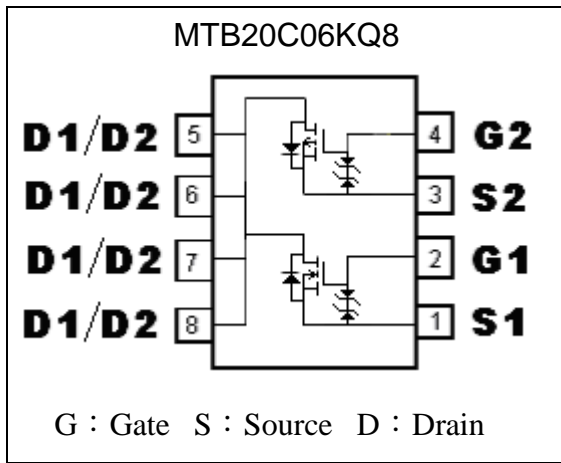 MTB20C06KQ8
D1/D2 5 4 G2
D1/D2 6 3 S2
D1/D2 7 2 G1
D1/D2 8 1 S1
G：Gate S：Source D：Drain